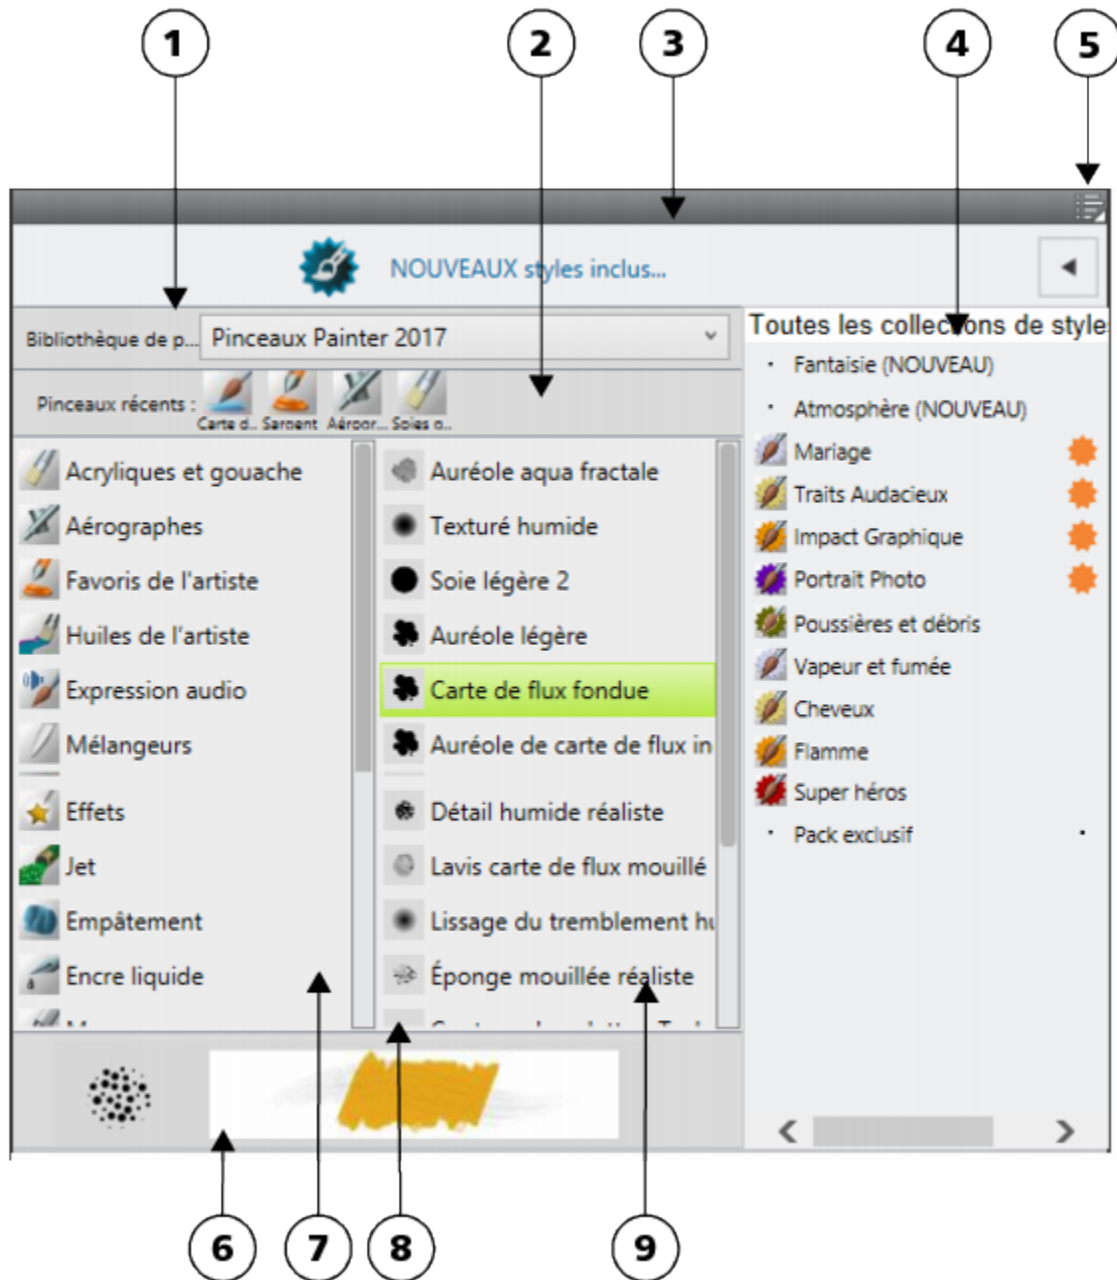 1 2 3 4 5
NOUVEAUX styles inclus...
Bibliothèque de p... Pinceaux Painter 2017
Pinceaux récents :
Carte d.. Sargent Aérogr... Soies o..
Acryliques et gouache
Aérographes
Favoris de l'artiste
Huiles de l'artiste
Expression audio
Mélangeurs
Effets
Jet
Empâtement
Encre liquide
Auréole aqua fractale
Texturé humide
Soie légère 2
Auréole légère
Carte de flux fondue
Auréole de carte de flux in
Détail humide réaliste
Lavis carte de flux mouillé
Lissage du tremblement hu
Éponge mouillée réaliste
Toutes les collections de style
Fantaisie (NOUVEAU)
Atmosphère (NOUVEAU)
Mariage
Traits Audacieux
Impact Graphique
Portrait Photo
Poussières et débris
Vapeur et fumée
Cheveux
Flamme
Super héros
Pack exclusif
6 7 8 9